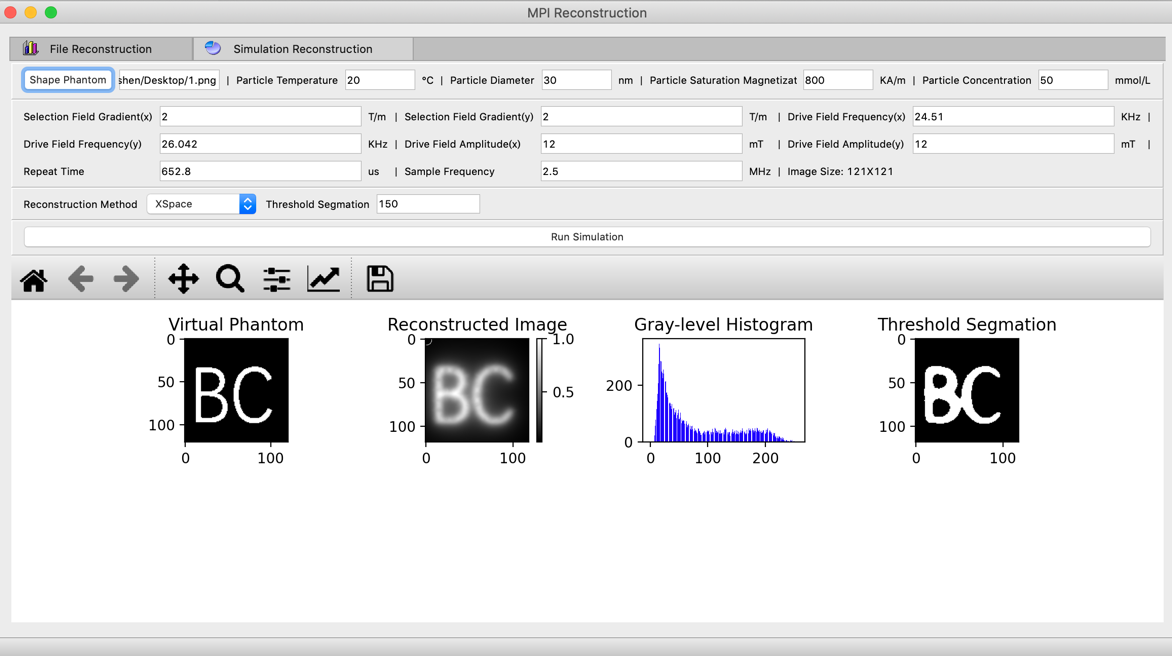 MPI Reconstruction
File Reconstruction Simulation Reconstruction
Shape Phantom shen/Desktop/1.png | Particle Temperature 20 °C | Particle Diameter 30 nm | Particle Saturation Magnetizat 800 KA/m | Particle Concentration 50 mmol/L
Selection Field Gradient(x) 2 T/m | Selection Field Gradient(y) 2 T/m | Drive Field Frequency(x) 24.51 KHz |
Drive Field Frequency(y) 26.042 KHz | Drive Field Amplitude(x) 12 mT | Drive Field Amplitude(y) 12 mT |
Repeat Time 652.8 us | Sample Frequency 2.5 MHz | Image Size: 121X121
Reconstruction Method XSpace Threshold Segmation 150
Run Simulation
Virtual Phantom Reconstructed Image Gray-level Histogram Threshold Segmation
0 0 1.0 0
50 50 0.5 200 50
BC BC BC
100 100 0 100
0 100 0 100 0 100 200 0 100